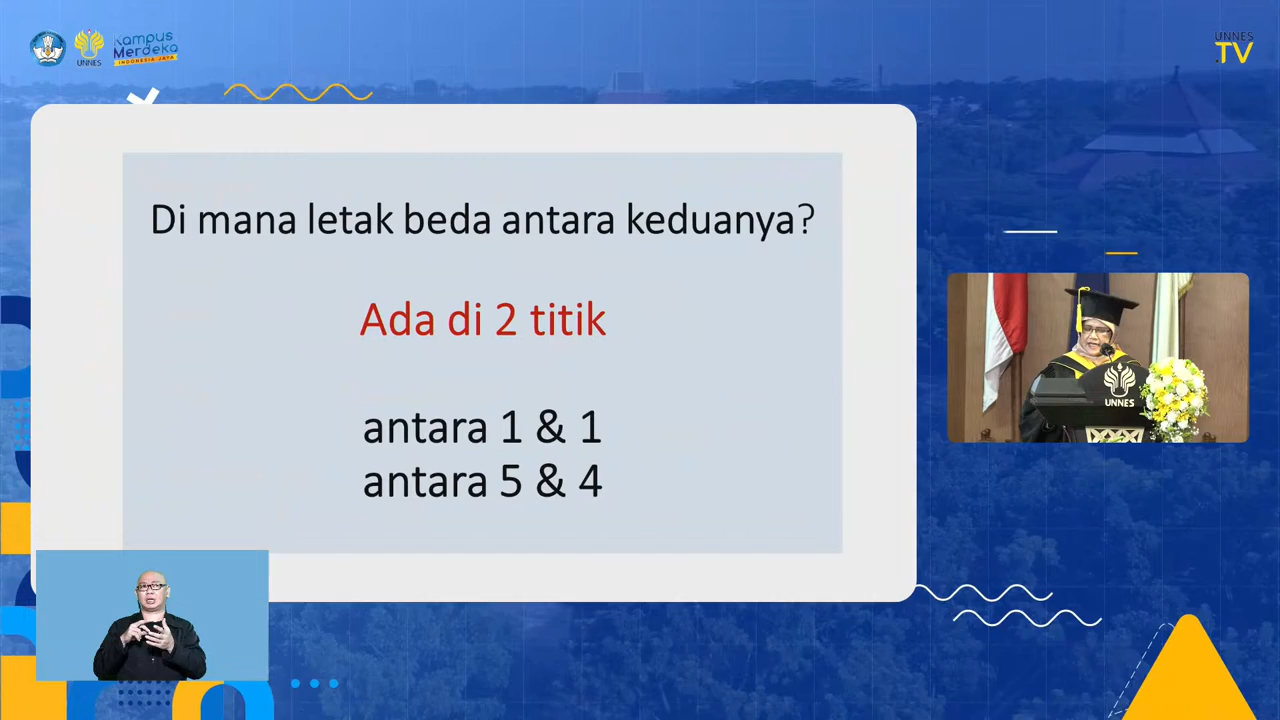 UNNES
Kampus
Merdeka
INDONESIA JAYA
UNNES
TV
Di mana letak beda antara keduanya?
Ada di 2 titik
antara 1 & 1
antara 5 & 4
UNNES